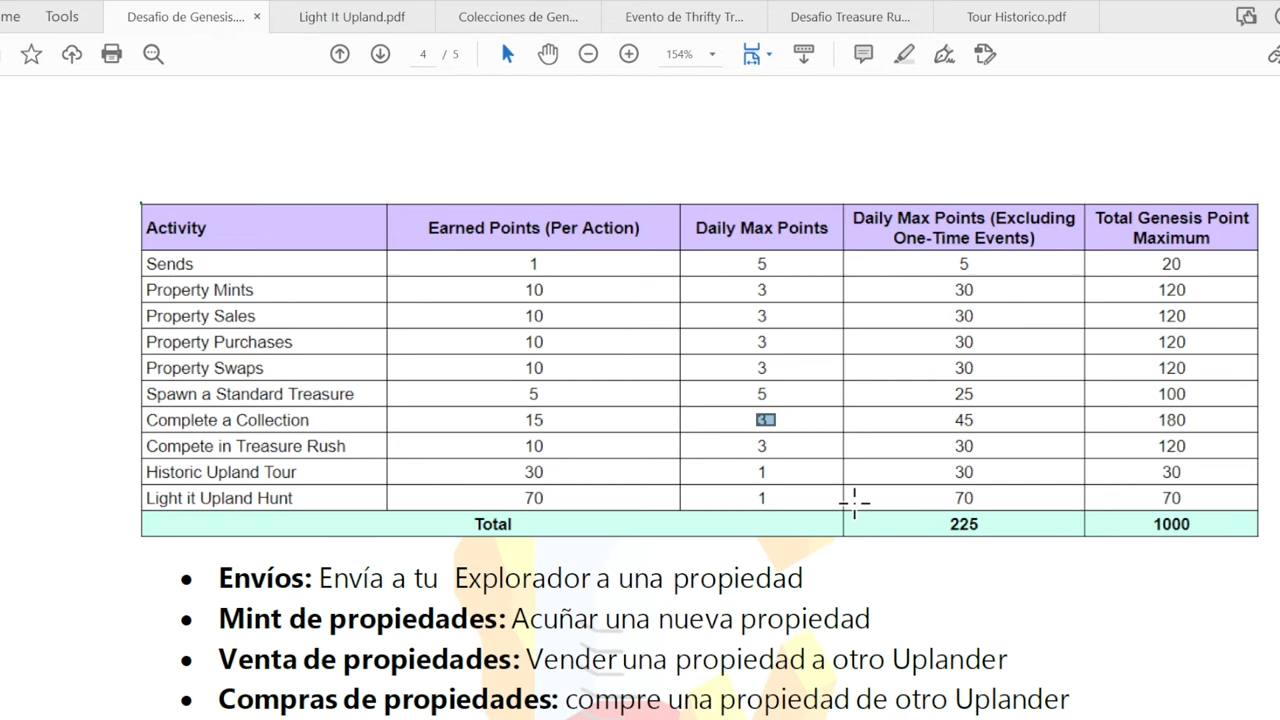 ome Tools Desafio de Genesis.... × Light It Upland.pdf Colecciones de Gen... Evento de Thrifty Tr... Desafio Treasure Ru... Tour Historico.pdf
4 / 5 154%
Activity Earned Points (Per Action) Daily Max Points Daily Max Points (Excluding One-Time Events) Total Genesis Point Maximum
Sends 1 5 5 20
Property Mints 10 3 30 120
Property Sales 10 3 30 120
Property Purchases 10 3 30 120
Property Swaps 10 3 30 120
Spawn a Standard Treasure 5 5 25 100
Complete a Collection 15 3 45 180
Compete in Treasure Rush 10 3 30 120
Historic Upland Tour 30 1 30 30
Light it Upland Hunt 70 1 70 70
Total 225 1000
• Envíos: Envía a tu Explorador a una propiedad
• Mint de propiedades: Acuñar una nueva propiedad
• Venta de propiedades: Vender una propiedad a otro Uplander
• Compras de propiedades: compre una propiedad de otro Uplander